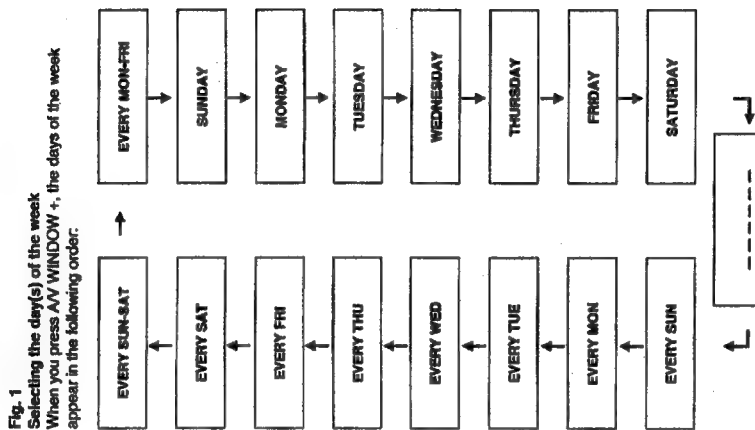 Fig. 1
Selecting the day(s) of the week
When you press A/V WINDOW +, the days of the week
appear in the following order:
EVERY SUN-SAT
EVERY SAT
EVERY FRI
EVERY THU
EVERY WED
EVERY TUE
EVERY MON
EVERY SUN
EVERY MON-FRI
SUNDAY
MONDAY
TUESDAY
WEDNESDAY
THURSDAY
FRIDAY
SATURDAY
– – – – – –